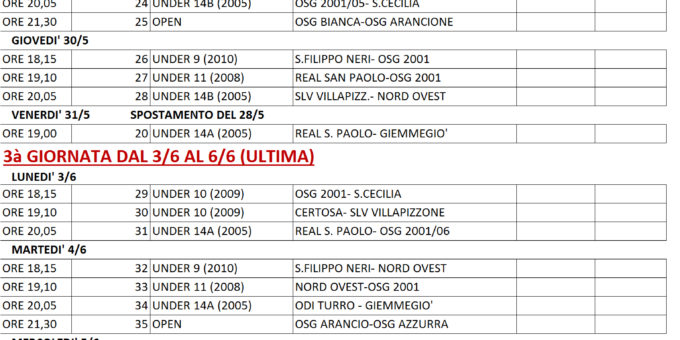 ORE 20,05 24 UNDER 14B (2005) OSG 2001/05- S.CECILIA
ORE 21,30 25 OPEN OSG BIANCA-OSG ARANCIONE
GIOVEDI' 30/5
ORE 18,15 26 UNDER 9 (2010) S.FILIPPO NERI- OSG 2001
ORE 19,10 27 UNDER 11 (2008) REAL SAN PAOLO-OSG 2001
ORE 20,05 28 UNDER 14B (2005) SLV VILLAPIZZ.- NORD OVEST
VENERDI' 31/5 SPOSTAMENTO DEL 28/5
ORE 19,00 20 UNDER 14A (2005) REAL S. PAOLO- GIEMMEGIO'
3à GIORNATA DAL 3/6 AL 6/6 (ULTIMA)
LUNEDI' 3/6
ORE 18,15 29 UNDER 10 (2009) OSG 2001- S.CECILIA
ORE 19,10 30 UNDER 10 (2009) CERTOSA- SLV VILLAPIZZONE
ORE 20,05 31 UNDER 14A (2005) REAL S. PAOLO- OSG 2001/06
MARTEDI' 4/6
ORE 18,15 32 UNDER 9 (2010) S.FILIPPO NERI- NORD OVEST
ORE 19,10 33 UNDER 11 (2008) NORD OVEST-OSG 2001
ORE 20,05 34 UNDER 14A (2005) ODI TURRO - GIEMMEGIO'
ORE 21,30 35 OPEN OSG ARANCIO-OSG AZZURRA
MERCOLEDI' 5/6